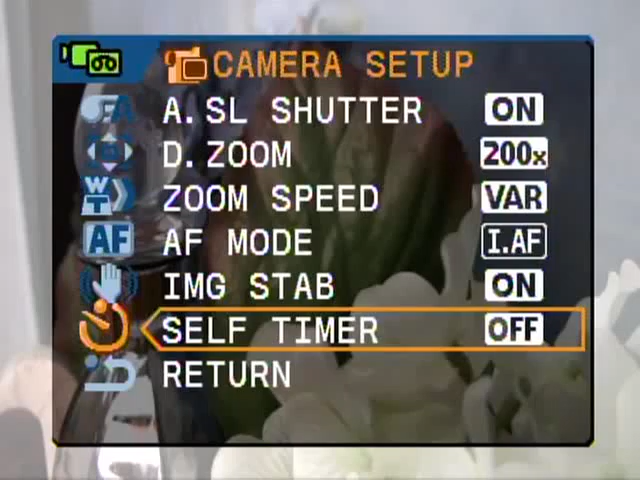 CAMERA SETUP
A.SL SHUTTER ON
D.ZOOM 200x
ZOOM SPEED VAR
AF MODE I.AF
IMG STAB ON
SELF TIMER OFF
RETURN
A
W
T
AF